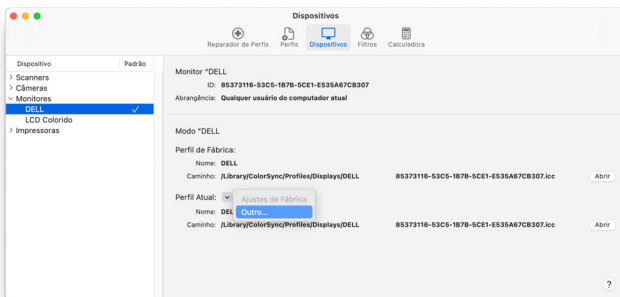 Dispositivos
Reparador de Perfis Perfis Dispositivos Filtros Calculadora
Dispositivo Padrão
Scanners
Câmeras
Monitores
DELL
LCD Colorido
Impressoras
Monitor "DELL
ID: 85373116-53C5-1B7B-5CE1-E535A67CB307
Abrangência: Qualquer usuário do computador atual
Modo "DELL
Perfil de Fábrica:
Nome: DELL
Caminho: /Library/ColorSync/Profiles/Displays/DELL 85373116-53C5-1B7B-5CE1-E535A67CB307.icc Abrir
Perfil Atual: Ajustes de Fábrica
Outro...
Nome: DEL
Caminho: /Library/ColorSync/Profiles/Displays/DELL 85373116-53C5-1B7B-5CE1-E535A67CB307.icc Abrir
?